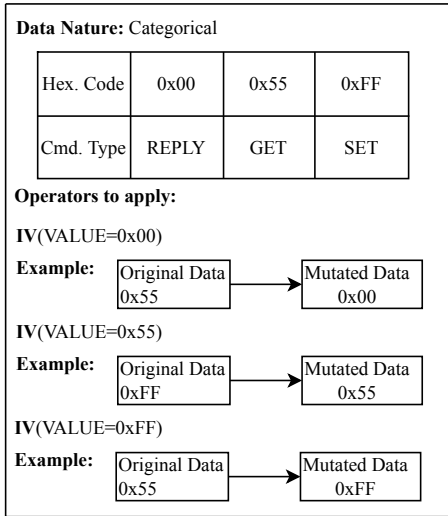 Data Nature: Categorical
Hex. Code 0x00 0x55 0xFF
Cmd. Type REPLY GET SET
Operators to apply:
IV(VALUE=0x00)
Example: Original Data Mutated Data
0x55 0x00
IV(VALUE=0x55)
Example: Original Data Mutated Data
0xFF 0x55
IV(VALUE=0xFF)
Example: Original Data Mutated Data
0x55 0xFF